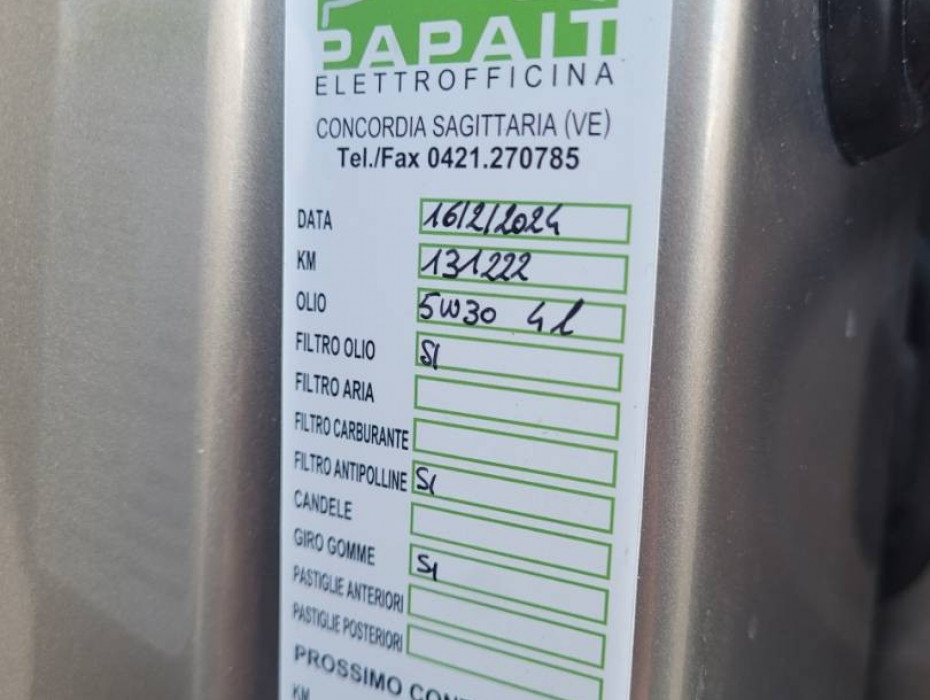 PAPAIT
ELETTROFFICINA
CONCORDIA SAGITTARIA (VE)
Tel./Fax 0421.270785
DATA 16/2/2024
KM 131222
OLIO 5W30 4l
FILTRO OLIO SI
FILTRO ARIA
FILTRO CARBURANTE
FILTRO ANTIPOLLINE SI
CANDELE
GIRO GOMME SI
PASTIGLIE ANTERIORI
PASTIGLIE POSTERIORI
PROSSIMO
KM